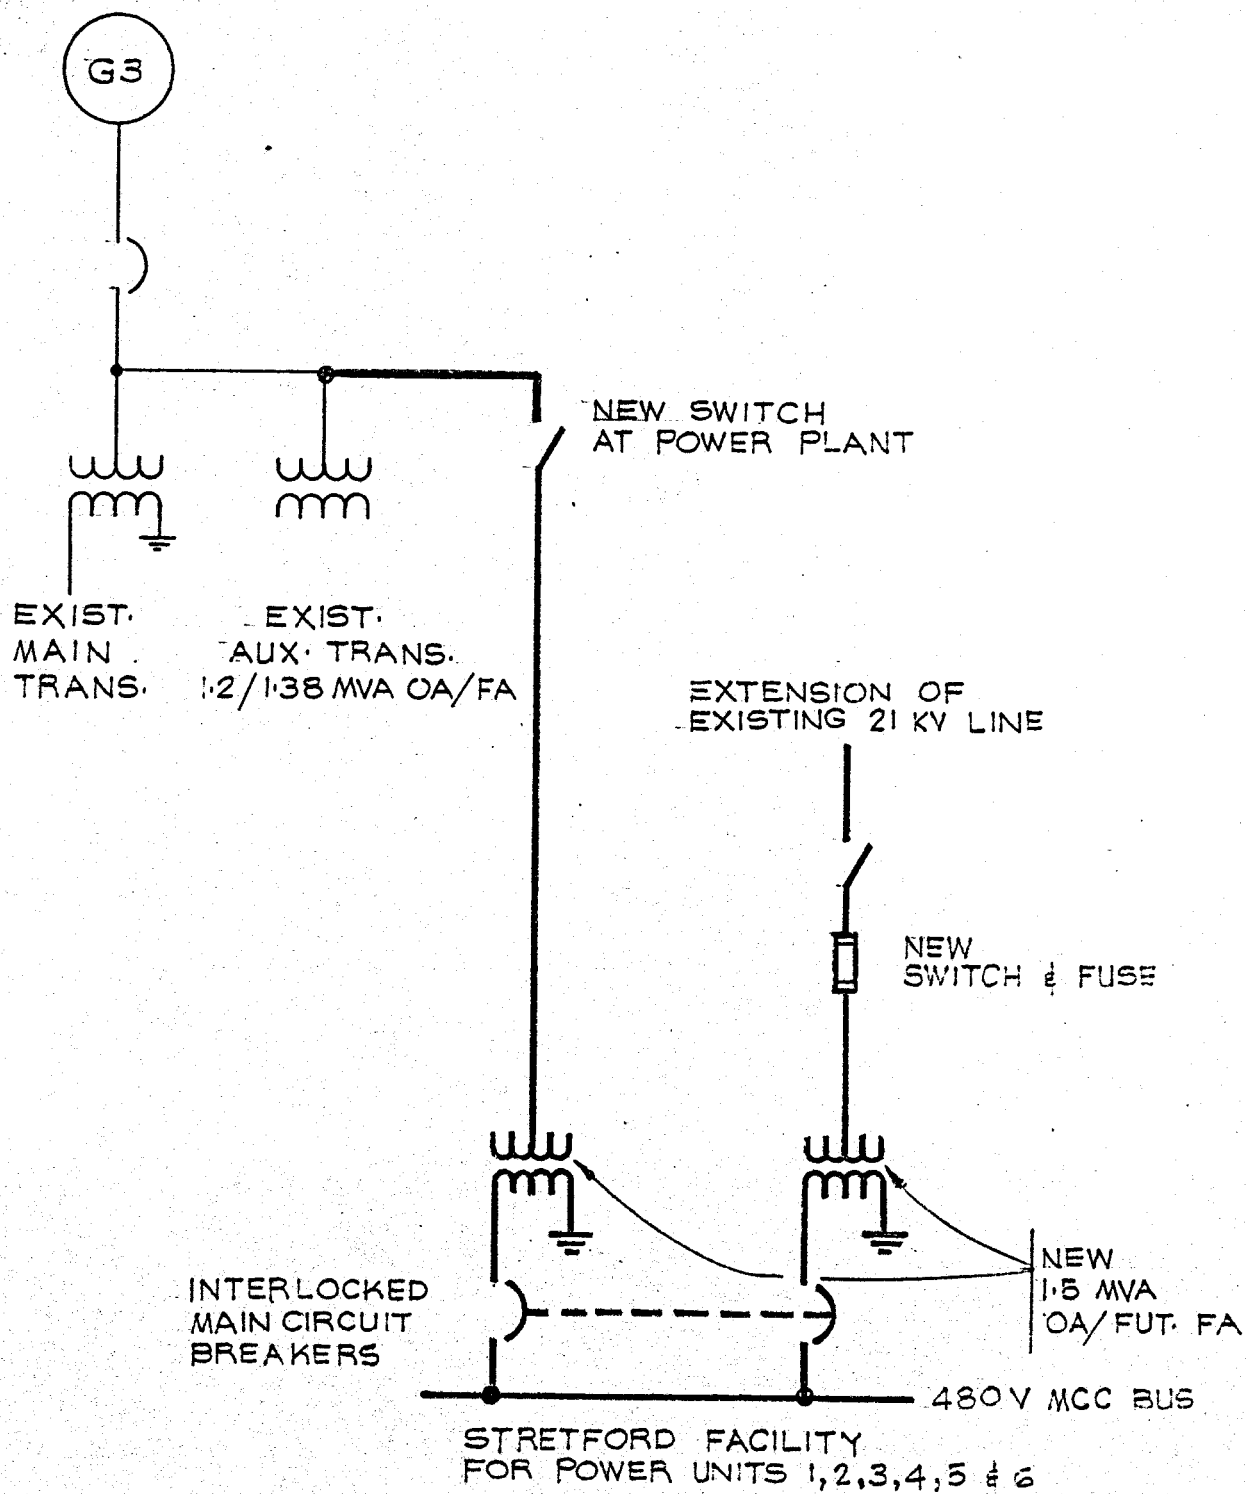 G3
NEW SWITCH
AT POWER PLANT
EXIST.
MAIN
TRANS.
EXIST.
AUX. TRANS.
1.2/1.38 MVA OA/FA
EXTENSION OF
EXISTING 21 KV LINE
NEW
SWITCH & FUSE
INTERLOCKED
MAIN CIRCUIT
BREAKERS
NEW
1.5 MVA
OA/FUT. FA
480V MCC BUS
STRETFORD FACILITY
FOR POWER UNITS 1,2,3,4,5 & 6